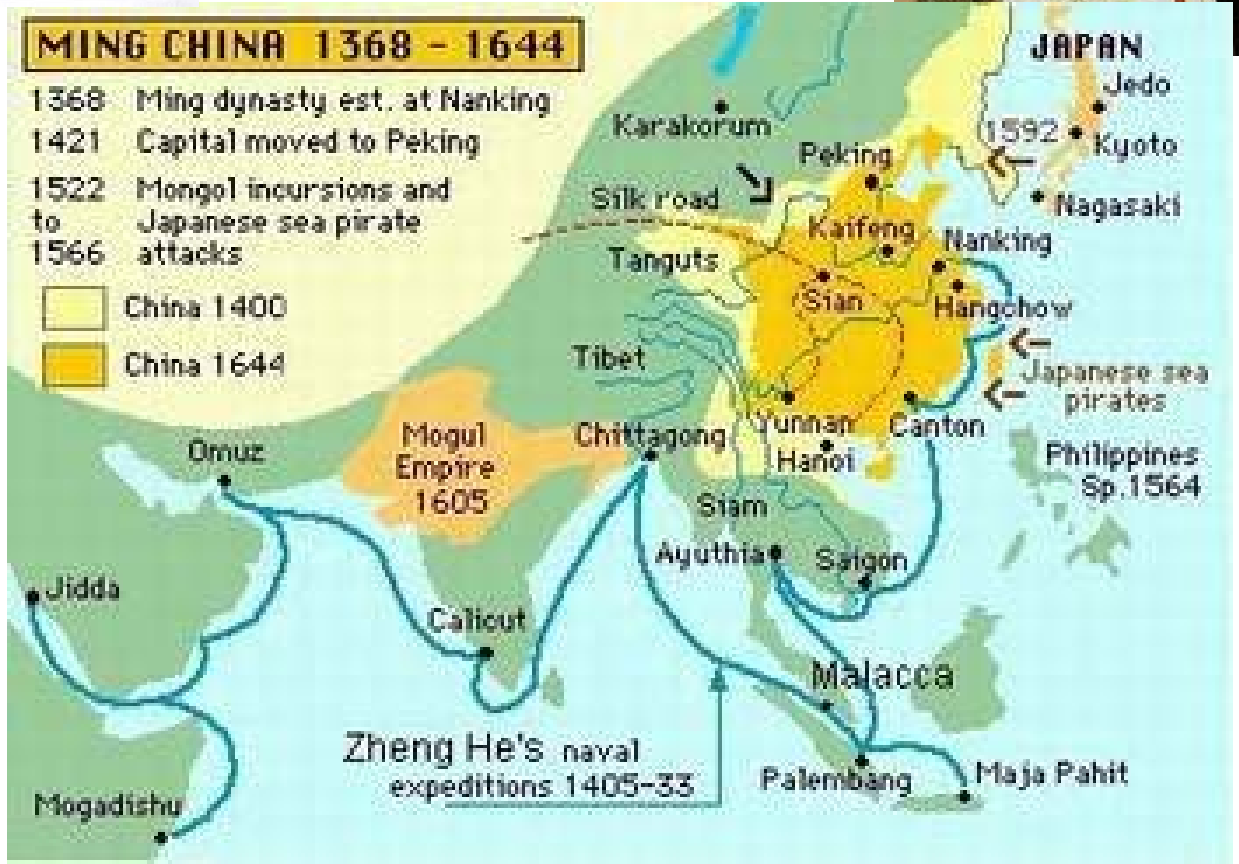 MING CHINA 1368 - 1644
1368 Ming dynasty est. at Nanking
1421 Capital moved to Peking
1522 Mongol incursions and
to Japanese sea pirate
1566 attacks
China 1400
China 1644
JAPAN
Jedo
Karakorum
1592
Kyoto
Peking
Silk road
Nagasaki
Kaifeng
Nanking
Tanguts
Sian
Hangchow
Tibet
Japanese sea
pirates
Yunnan
Canton
Mogul
Empire
1605
Chittagong
Omuz
Hanoi
Philippines
Sp.1564
Siam
Ayuthia
Saigon
Jidda
Calicut
Malacca
Zheng He's naval
expeditions 1405-33
Palembang
Maja Pahit
Mogadishu